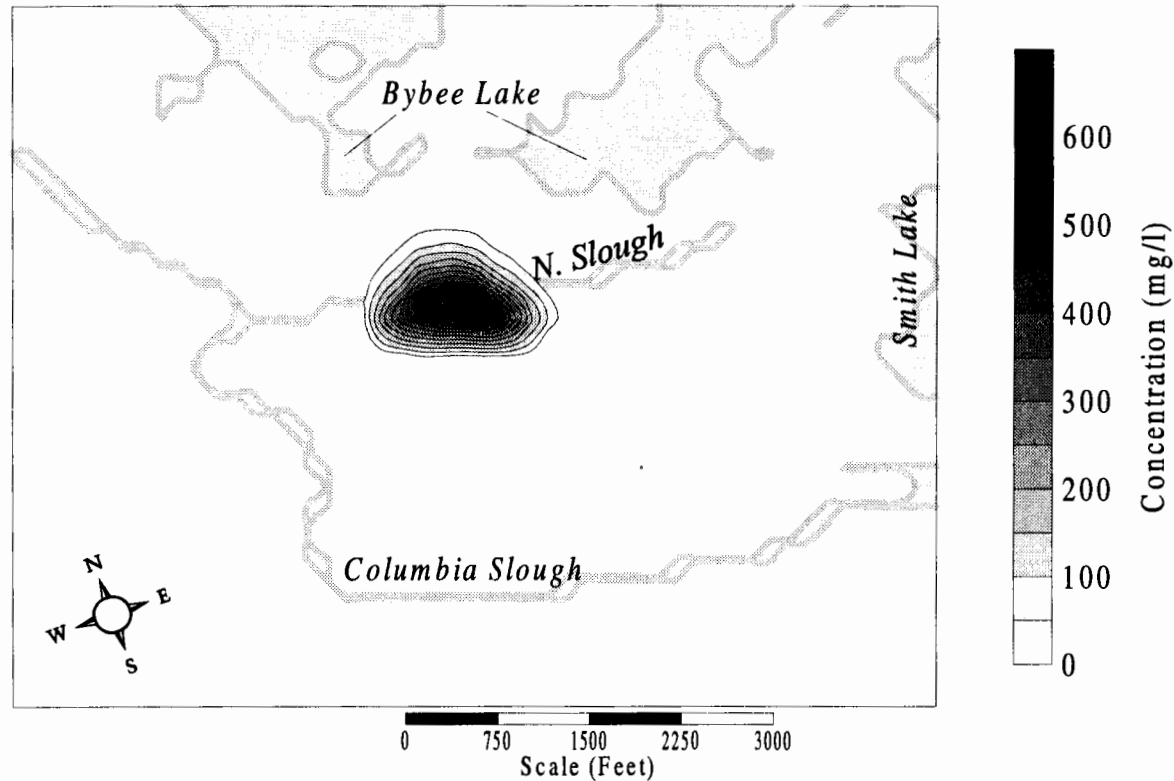 Bybee Lake
N. Slough
Smith Lake
Columbia Slough
N
E
W
S
600
500
400
300
200
100
0
Concentration (mg/l)
0 750 1500 2250 3000
Scale (Feet)